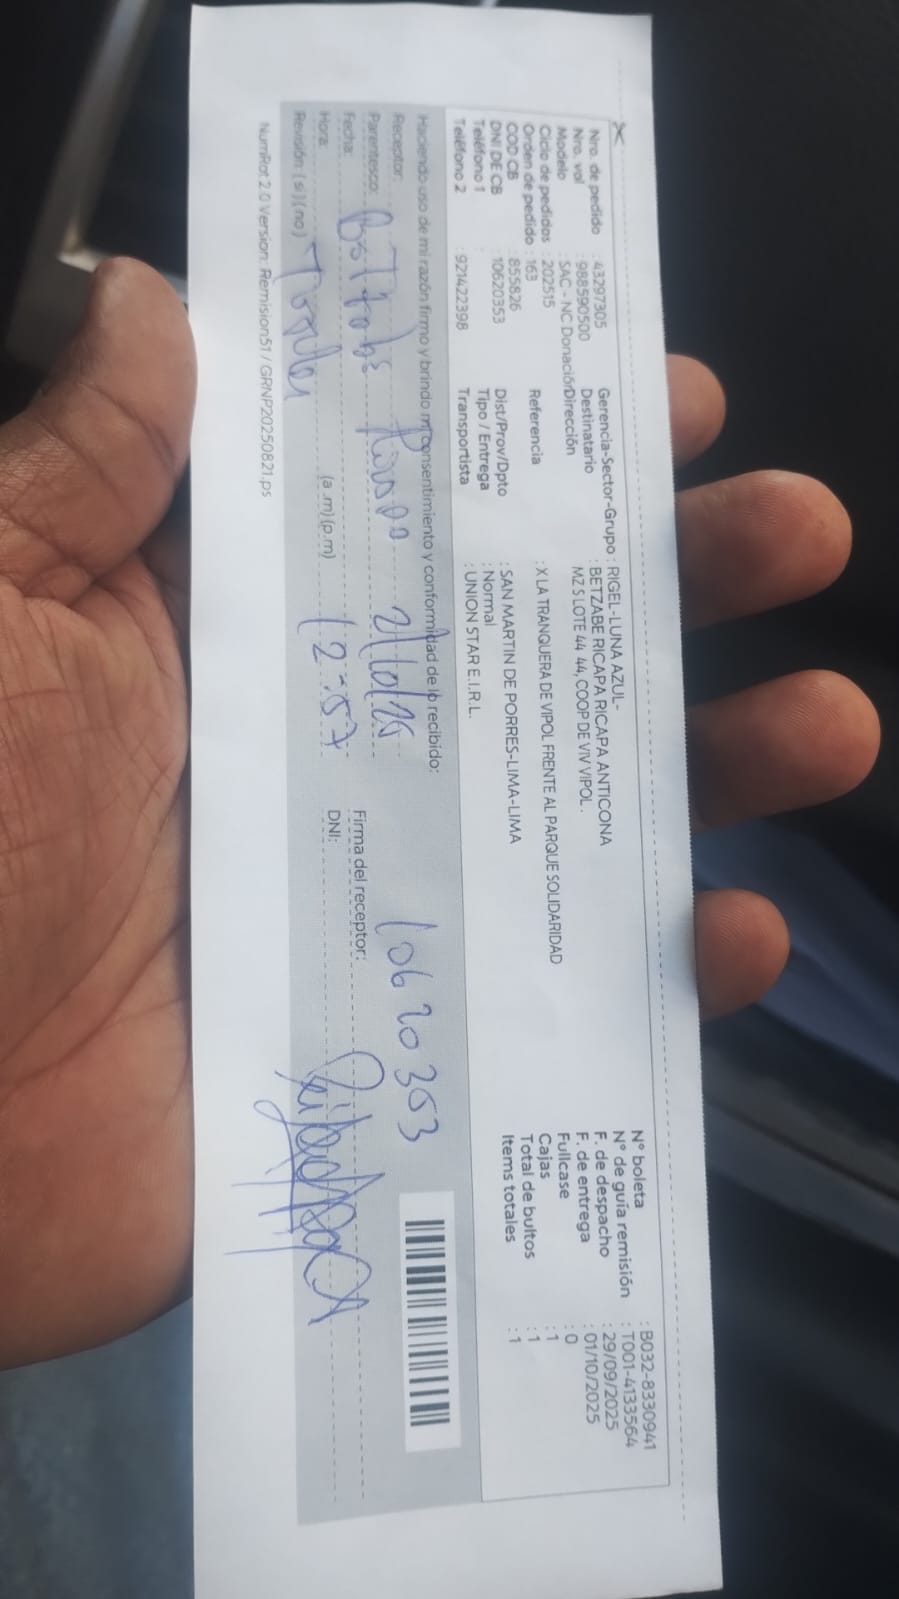 Nro. de pedido : 43297305
Nro. vol : 988590500
Modelo : SAC - NC Donación
Ciclo de pedidos : 202515
Orden de pedido : 163
COD CB : 855826
DNI DE CB : 10620353
Teléfono 1 :
Teléfono 2 : 921422398
Gerencia-Sector-Grupo : RIGEL-LUNA AZUL-
Destinatario : BETZABE RICAPA RICAPA ANTICONA
Dirección MZ S LOTE 44 44, COOP DE VIV VIPOL.
Referencia : X LA TRANQUERA DE VIPOL FRENTE AL PARQUE SOLIDARIDAD
Dist/Prov/Dpto : SAN MARTIN DE PORRES-LIMA-LIMA
Tipo / Entrega : Normal
Transportista : UNION STAR E.I.R.L.
N° boleta : B032-8330941
N° de guía remisión : T001-4133564
F. de despacho : 29/09/2025
F. de entrega : 01/10/2025
Fullcase : 0
Cajas : 1
Total de bultos : 1
Items totales : 1
Haciendo uso de mi razón firmo y brindo mi consentimiento y conformidad de lo recibido:
Receptor:
Parentesco:
Fecha:
Hora: (a.m)(p.m) 12:57
Revisión: (si)(no)
10620353
Firma del receptor:
DNI:
NumRot 2.0 Version: Remision51 / GRNP20250821.ps